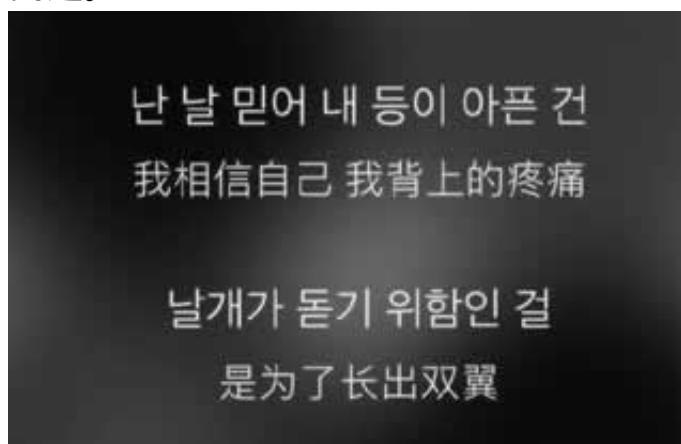 난 날 믿어 내 등이 아픈 건
我相信自己 我背上的疼痛
날개가 돋기 위함인 걸
是为了长出双翼